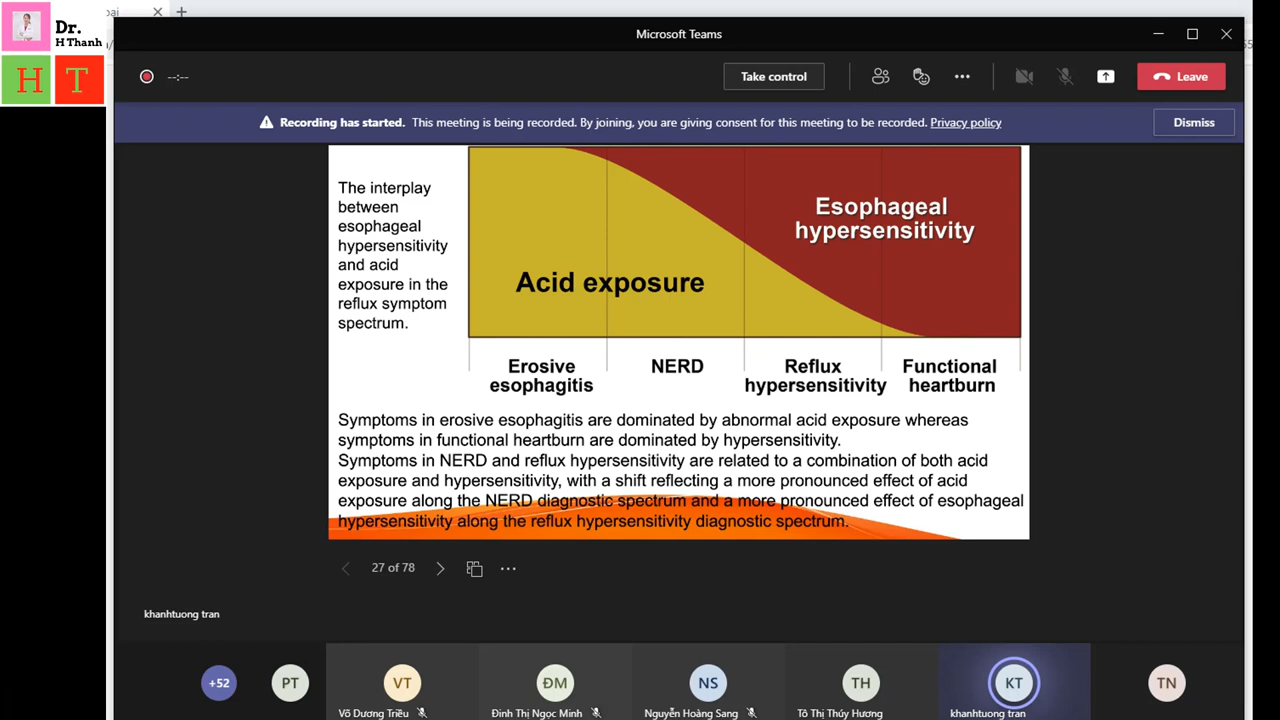 Dr.
H Thanh
H T
Microsoft Teams
--:--
Take control
Leave
Recording has started. This meeting is being recorded. By joining, you are giving consent for this meeting to be recorded. Privacy policy
Dismiss
The interplay
between
esophageal
hypersensitivity
and acid
exposure in the
reflux symptom
spectrum.
Esophageal
hypersensitivity
Acid exposure
Erosive
esophagitis
NERD
Reflux
hypersensitivity
Functional
heartburn
Symptoms in erosive esophagitis are dominated by abnormal acid exposure whereas
symptoms in functional heartburn are dominated by hypersensitivity.
Symptoms in NERD and reflux hypersensitivity are related to a combination of both acid
exposure and hypersensitivity, with a shift reflecting a more pronounced effect of acid
exposure along the NERD diagnostic spectrum and a more pronounced effect of esophageal
hypersensitivity along the reflux hypersensitivity diagnostic spectrum.
27 of 78
khanhtuong tran
+52 PT VT ĐM NS TH KT TN
Võ Dương Triều Đinh Thị Ngọc Minh Nguyễn Hoàng Sang Tô Thị Thúy Hương khanhtuong tran